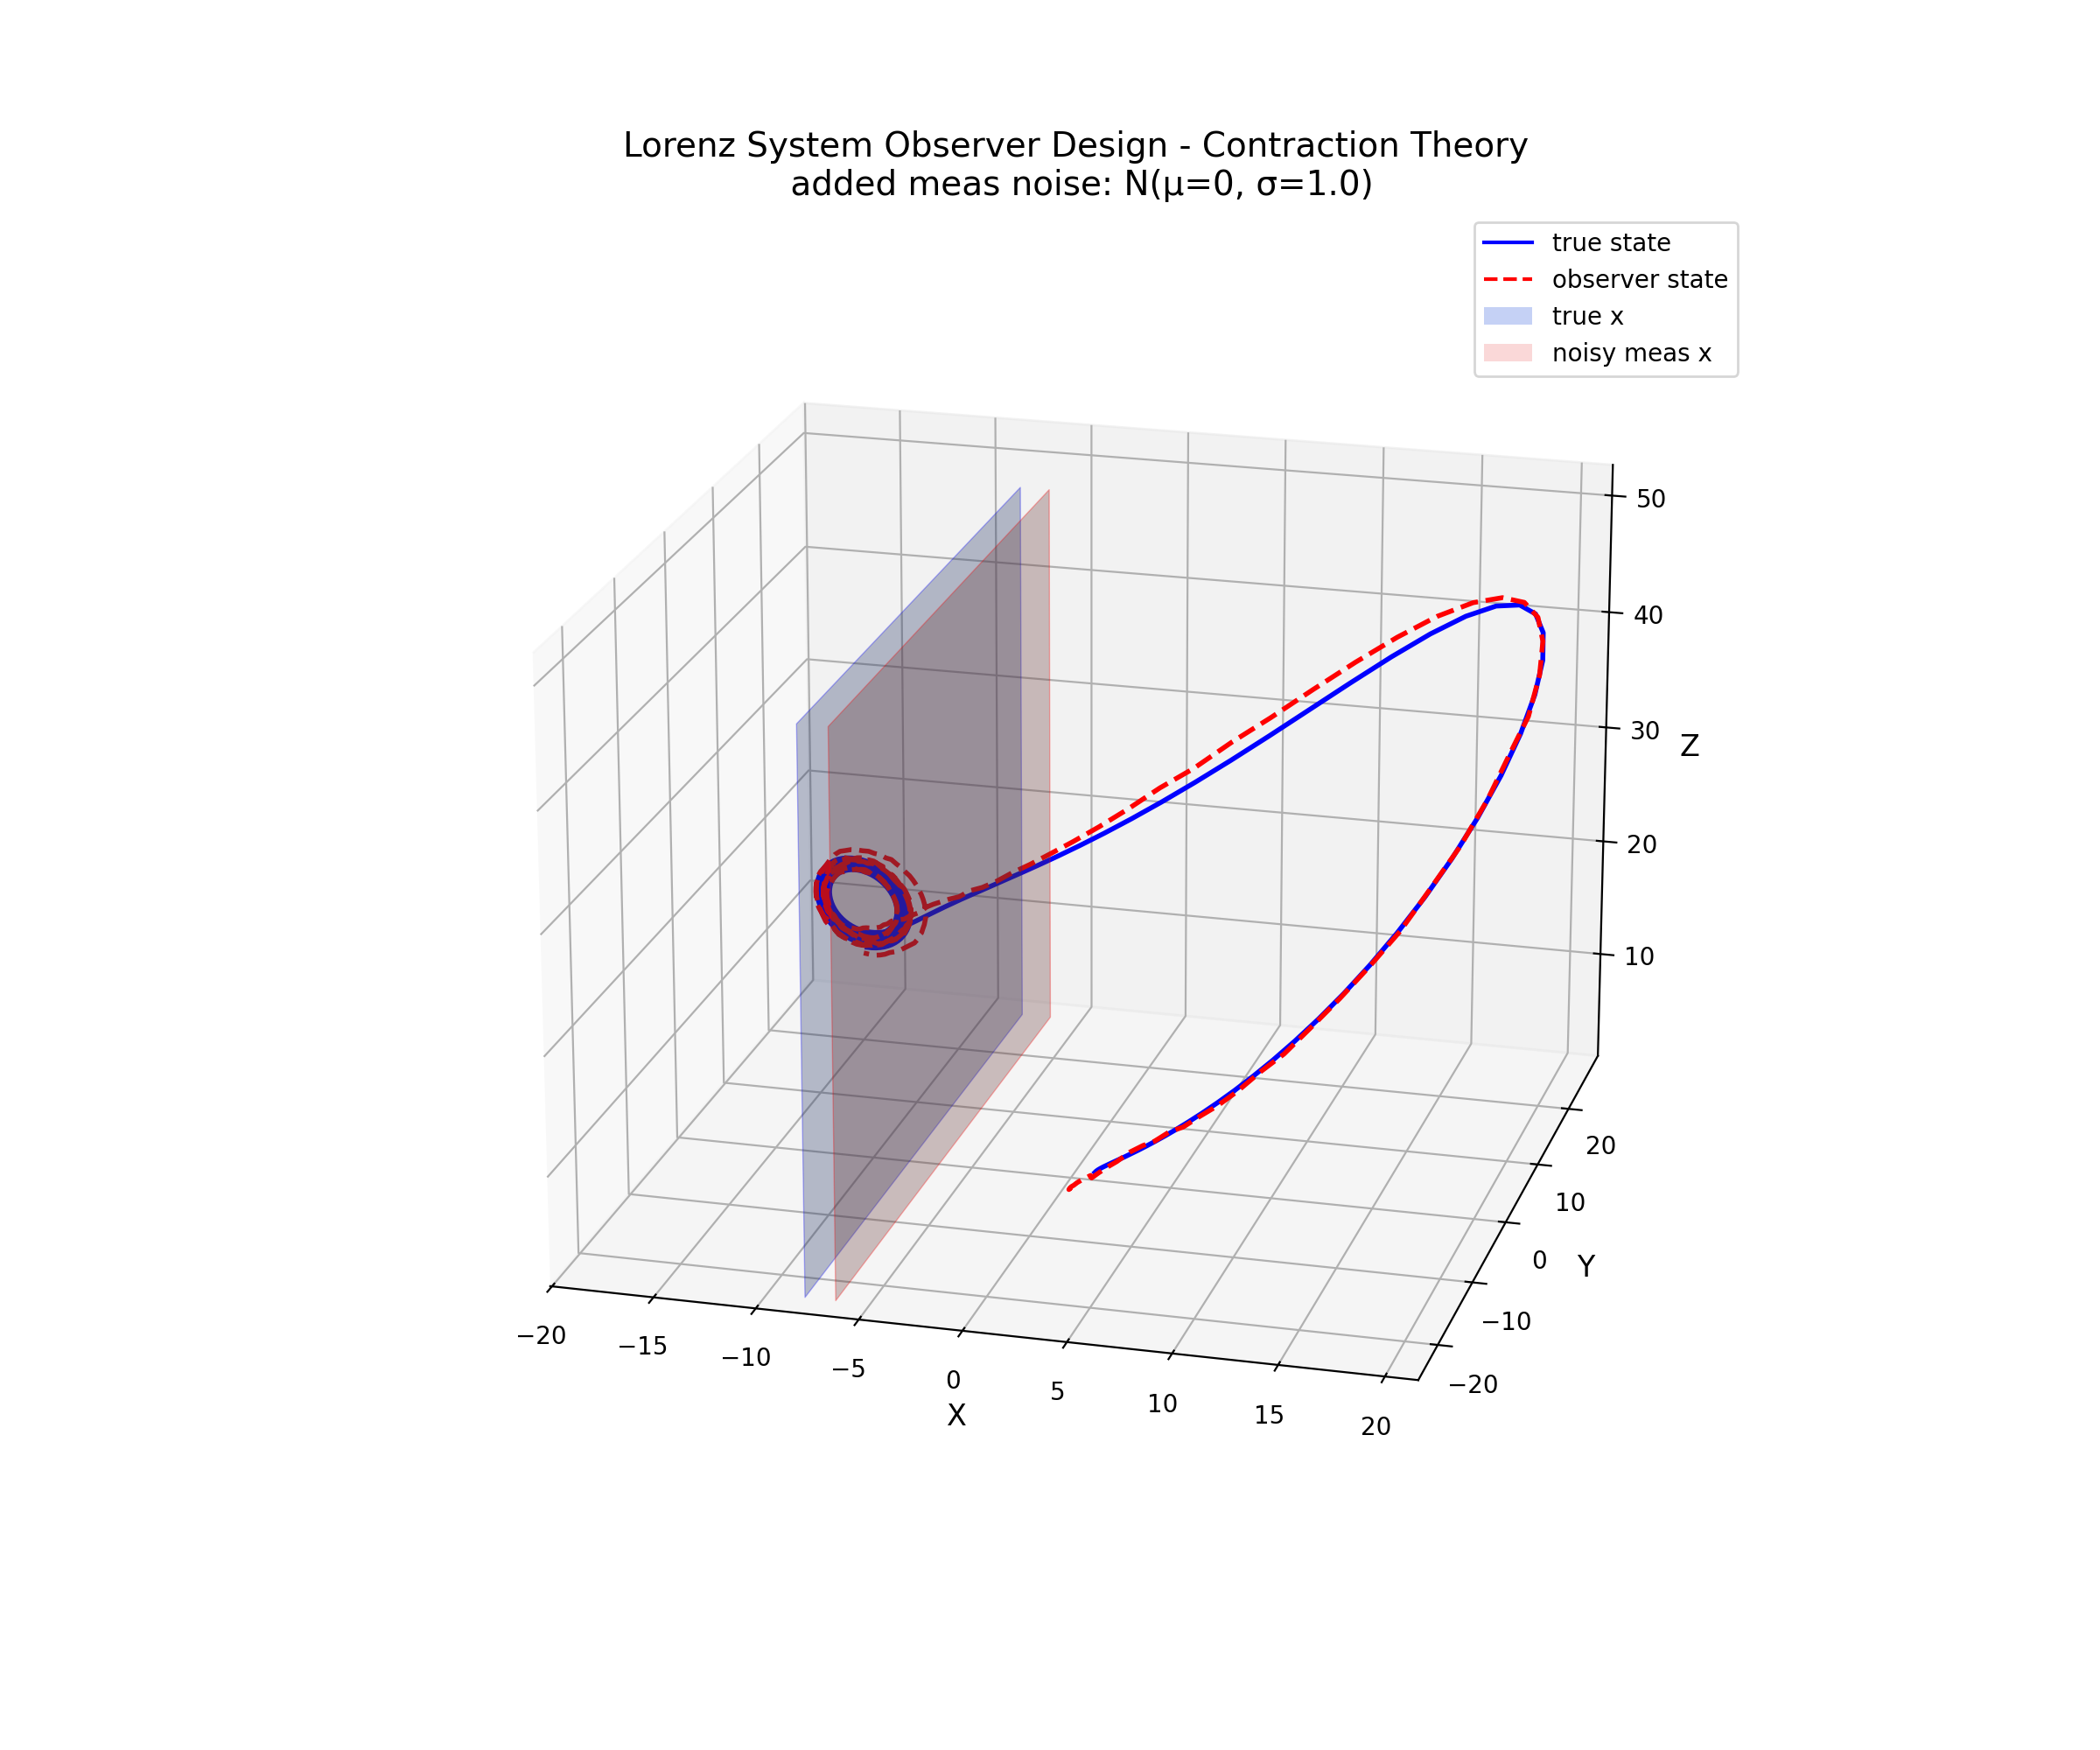 Lorenz System Observer Design - Contraction Theory
added meas noise: N(μ=0, σ=1.0)
true state
observer state
true x
noisy meas x
50
40
30
Z
20
10
20
10
0
Y
−10
−20
−20
−15
−10
−5
0
5
10
15
20
X